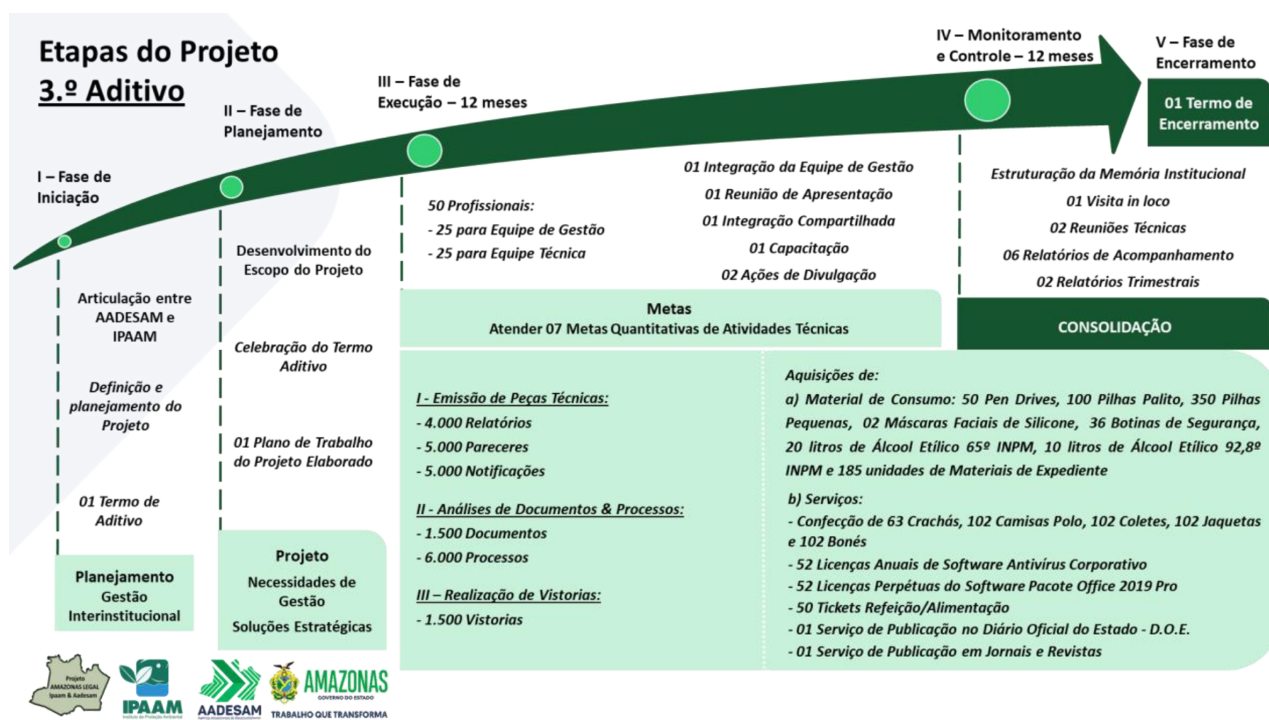 Etapas do Projeto
3.º Aditivo
I – Fase de
Iniciação
II – Fase de
Planejamento
III – Fase de
Execução – 12 meses
IV – Monitoramento
e Controle – 12 meses
V – Fase de
Encerramento
01 Termo de
Encerramento
Articulação entre
AADESAM e
IPAAM
Definição e
planejamento do
Projeto
01 Termo de
Aditivo
Planejamento
Gestão
Interinstitucional
Desenvolvimento do
Escopo do Projeto
Celebração do Termo
Aditivo
01 Plano de Trabalho
do Projeto Elaborado
Projeto
Necessidades de
Gestão
Soluções Estratégicas
50 Profissionais:
- 25 para Equipe de Gestão
- 25 para Equipe Técnica
01 Integração da Equipe de Gestão
01 Reunião de Apresentação
01 Integração Compartilhada
01 Capacitação
02 Ações de Divulgação
Estruturação da Memória Institucional
01 Visita in loco
02 Reuniões Técnicas
06 Relatórios de Acompanhamento
02 Relatórios Trimestrais
CONSOLIDAÇÃO
Metas
Atender 07 Metas Quantitativas de Atividades Técnicas
I - Emissão de Peças Técnicas:
- 4.000 Relatórios
- 5.000 Pareceres
- 5.000 Notificações
II - Análises de Documentos & Processos:
- 1.500 Documentos
- 6.000 Processos
III – Realização de Vistorias:
- 1.500 Vistorias
Aquisições de:
a) Material de Consumo: 50 Pen Drives, 100 Pilhas Palito, 350 Pilhas
Pequenas, 02 Máscaras Faciais de Silicone, 36 Botinas de Segurança,
20 litros de Álcool Etílico 65º INPM, 10 litros de Álcool Etílico 92,8º
INPM e 185 unidades de Materiais de Expediente
b) Serviços:
- Confecção de 63 Crachás, 102 Camisas Polo, 102 Coletes, 102 Jaquetas
e 102 Bonés
- 52 Licenças Anuais de Software Antivírus Corporativo
- 52 Licenças Perpétuas do Software Pacote Office 2019 Pro
- 50 Tickets Refeição/Alimentação
- 01 Serviço de Publicação no Diário Oficial do Estado - D.O.E.
- 01 Serviço de Publicação em Jornais e Revistas
Projeto
AMAZONAS LEGAL
Ipaam & Aadesam
IPAAM
Instituto de Proteção Ambiental
AADESAM
AMAZONAS
GOVERNO DO ESTADO
TRABALHO QUE TRANSFORMA